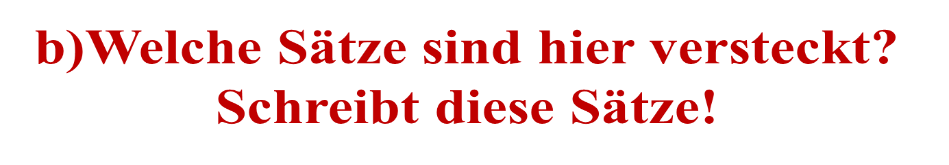 b)Welche Sätze sind hier versteckt?
Schreibt diese Sätze!